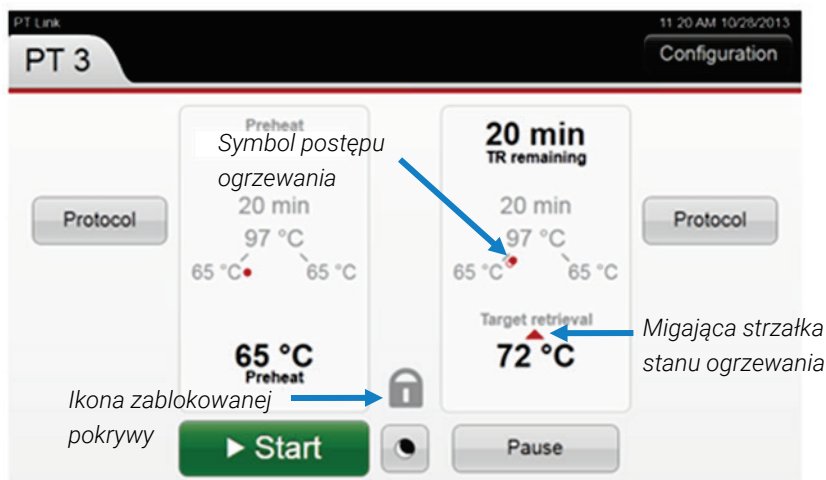 PT Link
11 20 AM 10/28/2013
PT 3
Configuration
Preheat
Symbol postępu
ogrzewania
20 min
97 °C
65 °C
65 °C
65 °C
Preheat
20 min
TR remaining
20 min
97 °C
65 °C
65 °C
Target retrieval
72 °C
Protocol
Protocol
Migająca strzałka
stanu ogrzewania
Ikona zablokowanej
pokrywy
Start
Pause